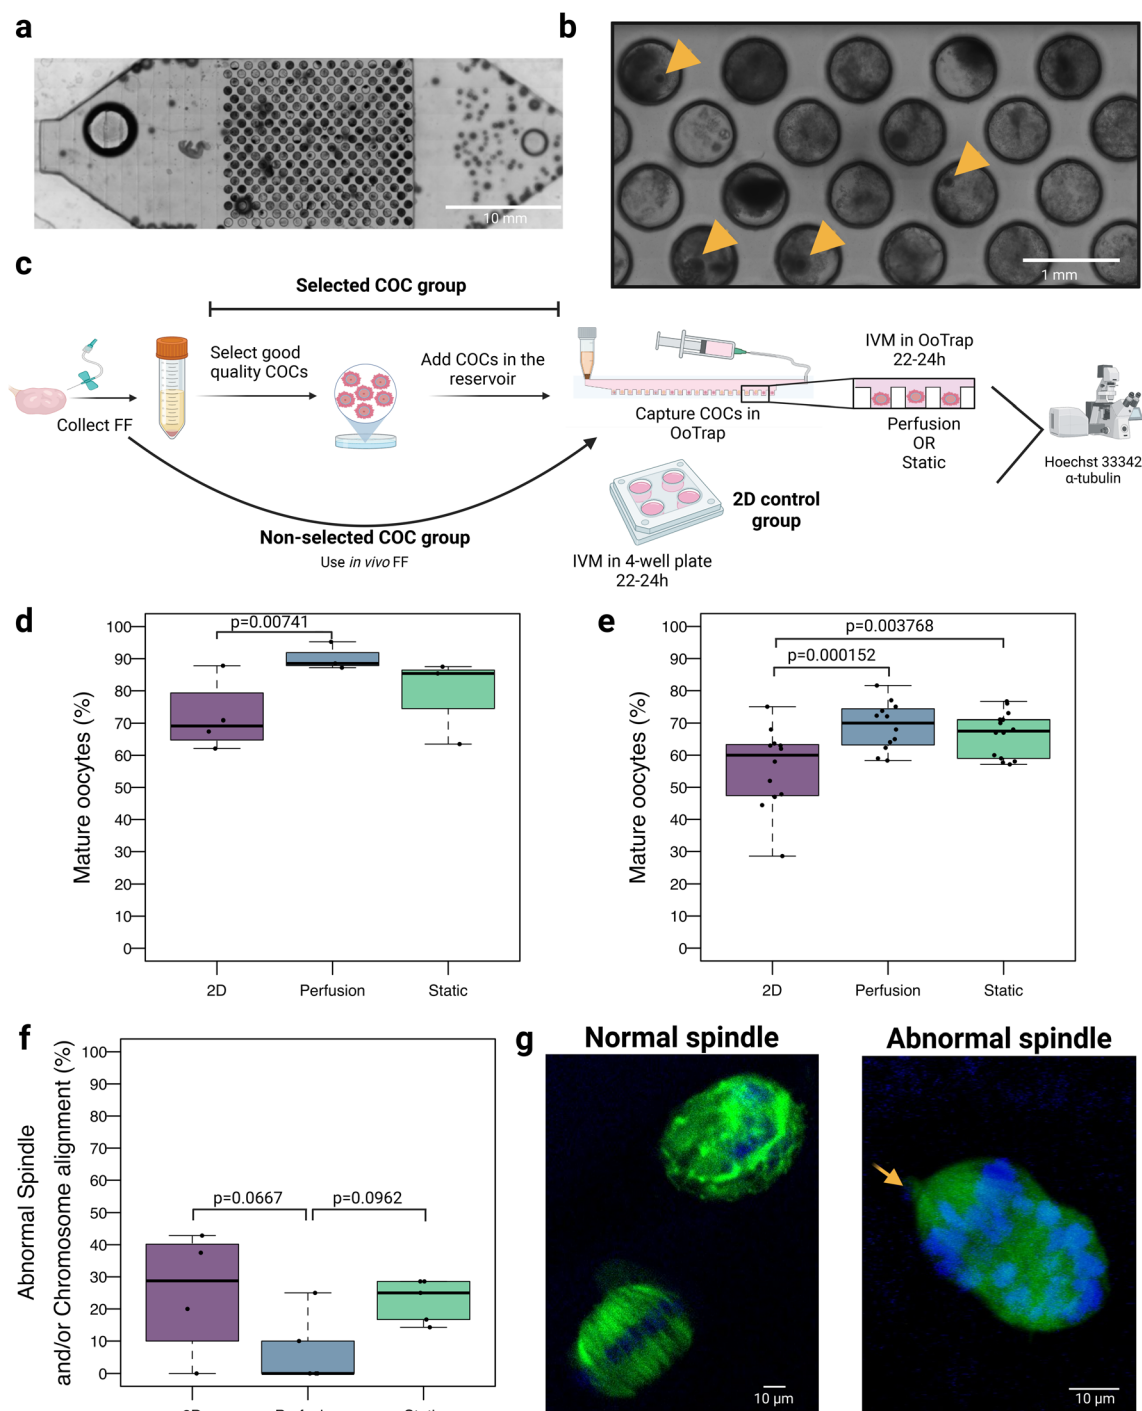 a
10 mm
b
1 mm
c
Selected COC group
Collect FF
Select good
quality COCs
Add COCs in the
reservoir
Capture COCs in
OoTrap
IVM in OoTrap
22-24h
Perfusion
OR
Static
Hoechst 33342
α-tubulin
Non-selected COC group
Use in vivo FF
2D control
group
IVM in 4-well plate
22-24h
d
Mature oocytes (%)
100
90
80
70
60
50
40
30
20
10
0
p=0.00741
2D Perfusion Static
e
Mature oocytes (%)
100
90
80
70
60
50
40
30
20
10
0
p=0.003768
p=0.000152
2D Perfusion Static
f
Abnormal Spindle
and/or Chromosome alignment (%)
100
90
80
70
60
50
40
30
20
10
0
p=0.0667 p=0.0962
g
Normal spindle
10 μm
Abnormal spindle
10 μm